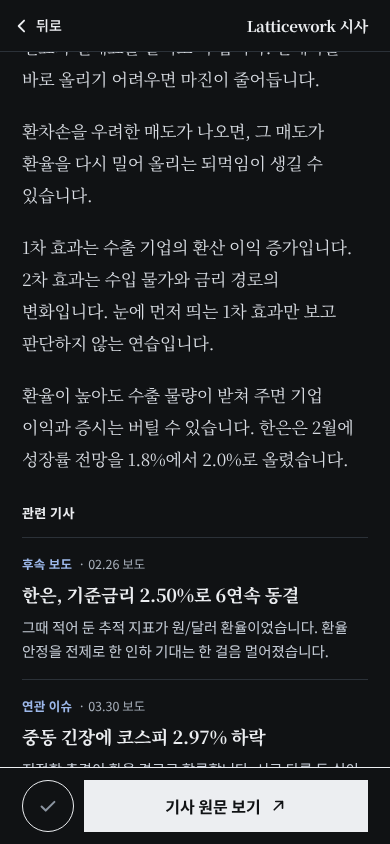 뒤로
Latticework 시사
바로 올리기 어려우면 마진이 줄어듭니다.
환차손을 우려한 매도가 나오면, 그 매도가
환율을 다시 밀어 올리는 되먹임이 생길 수
있습니다.
1차 효과는 수출 기업의 환산 이익 증가입니다.
2차 효과는 수입 물가와 금리 경로의
변화입니다. 눈에 먼저 띄는 1차 효과만 보고
판단하지 않는 연습입니다.
환율이 높아도 수출 물량이 받쳐 주면 기업
이익과 증시는 버틸 수 있습니다. 한은은 2월에
성장률 전망을 1.8%에서 2.0%로 올렸습니다.
관련 기사
후속 보도 · 02.26 보도
한은, 기준금리 2.50%로 6연속 동결
그때 적어 둔 추적 지표가 원/달러 환율이었습니다. 환율
안정을 전제로 한 인하 기대는 한 걸음 멀어졌습니다.
연관 이슈 · 03.30 보도
중동 긴장에 코스피 2.97% 하락
기사 원문 보기